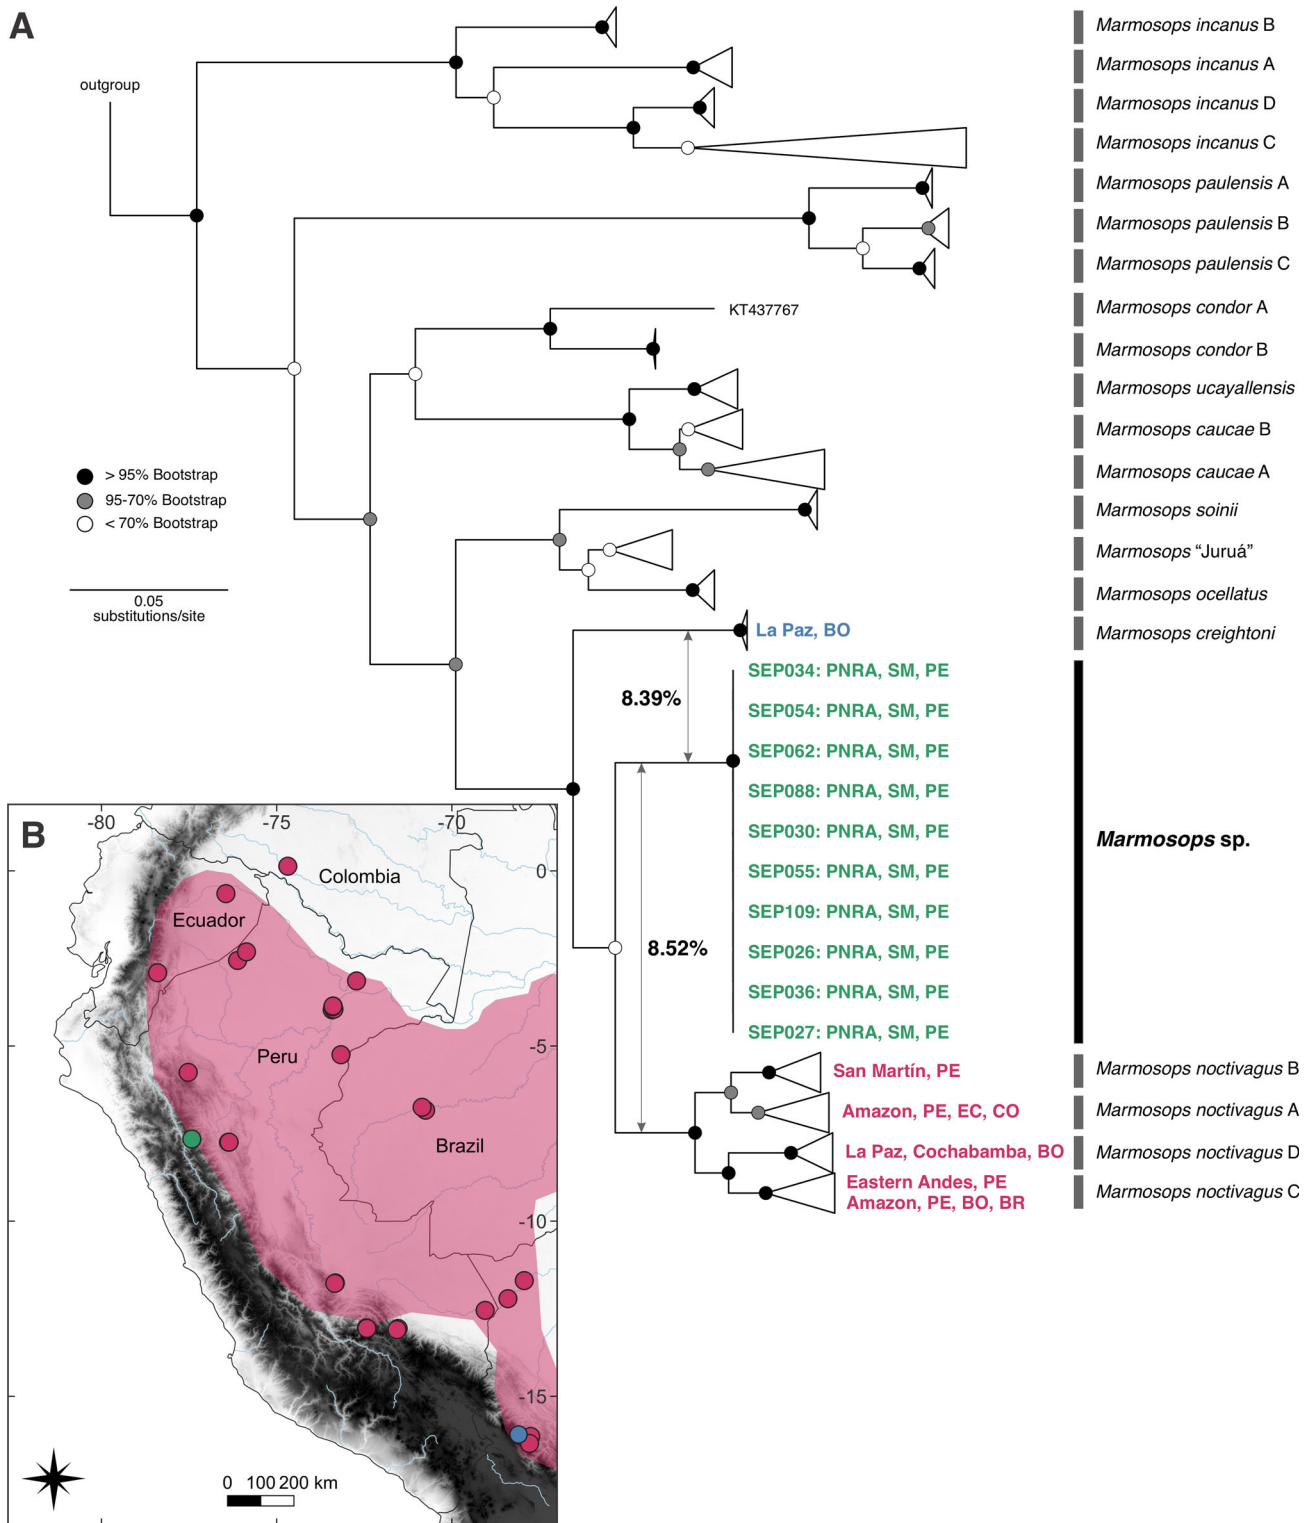 A
outgroup
> 95% Bootstrap
95-70% Bootstrap
< 70% Bootstrap
0.05
substitutions/site
KT437767
Marmosops incanus B
Marmosops incanus A
Marmosops incanus D
Marmosops incanus C
Marmosops paulensis A
Marmosops paulensis B
Marmosops paulensis C
Marmosops condor A
Marmosops condor B
Marmosops ucayallensis
Marmosops caucae B
Marmosops caucae A
Marmosops soinii
Marmosops “Juruá”
Marmosops ocellatus
Marmosops creightoni
Marmosops sp.
Marmosops noctivagus B
Marmosops noctivagus A
Marmosops noctivagus D
Marmosops noctivagus C
La Paz, BO
SEP034: PNRA, SM, PE
SEP054: PNRA, SM, PE
SEP062: PNRA, SM, PE
SEP088: PNRA, SM, PE
SEP030: PNRA, SM, PE
SEP055: PNRA, SM, PE
SEP109: PNRA, SM, PE
SEP026: PNRA, SM, PE
SEP036: PNRA, SM, PE
SEP027: PNRA, SM, PE
San Martín, PE
Amazon, PE, EC, CO
La Paz, Cochabamba, BO
Eastern Andes, PE
Amazon, PE, BO, BR
8.39%
8.52%
B
-80
-75
-70
0
-5
-10
-15
Colombia
Ecuador
Peru
Brazil
0 100 200 km